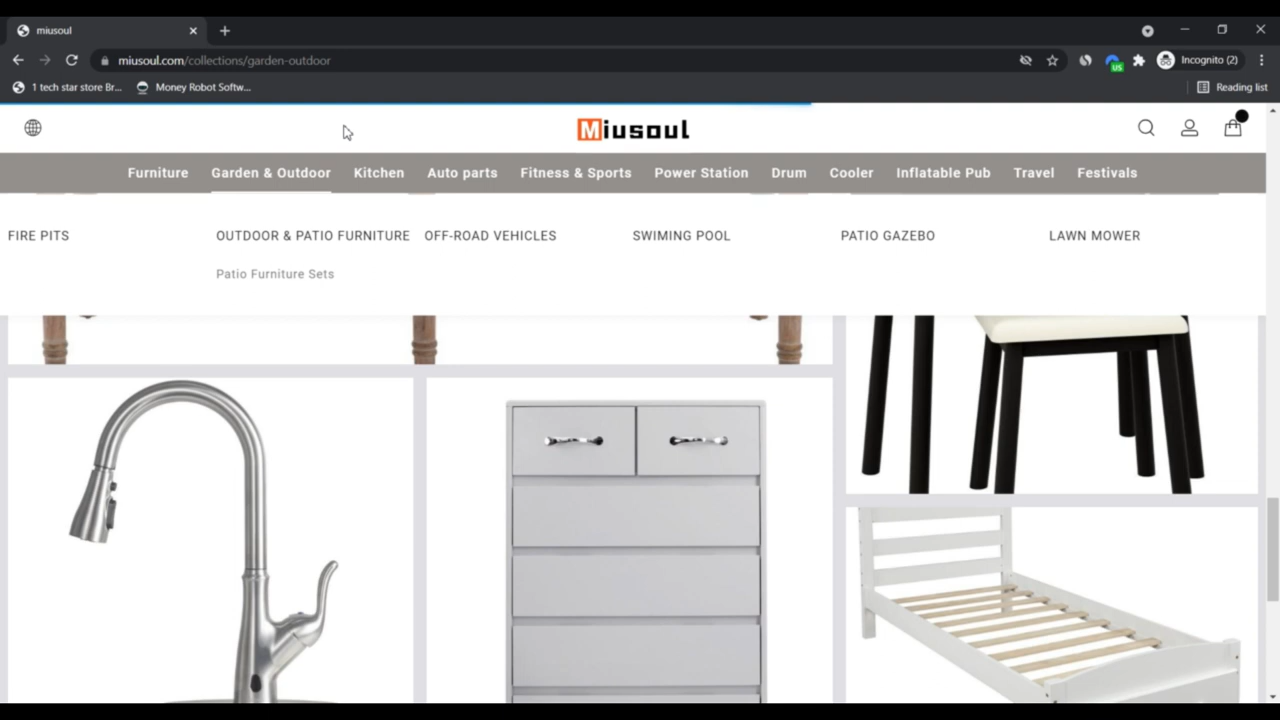 miusoul
miusoul.com/collections/garden-outdoor
US
Incognito (2)
1 tech star store Br...
Money Robot Softw...
Reading list
Miusoul
Furniture
Garden & Outdoor
Kitchen
Auto parts
Fitness & Sports
Power Station
Drum
Cooler
Inflatable Pub
Travel
Festivals
FIRE PITS
OUTDOOR & PATIO FURNITURE
OFF-ROAD VEHICLES
SWIMING POOL
PATIO GAZEBO
LAWN MOWER
Patio Furniture Sets